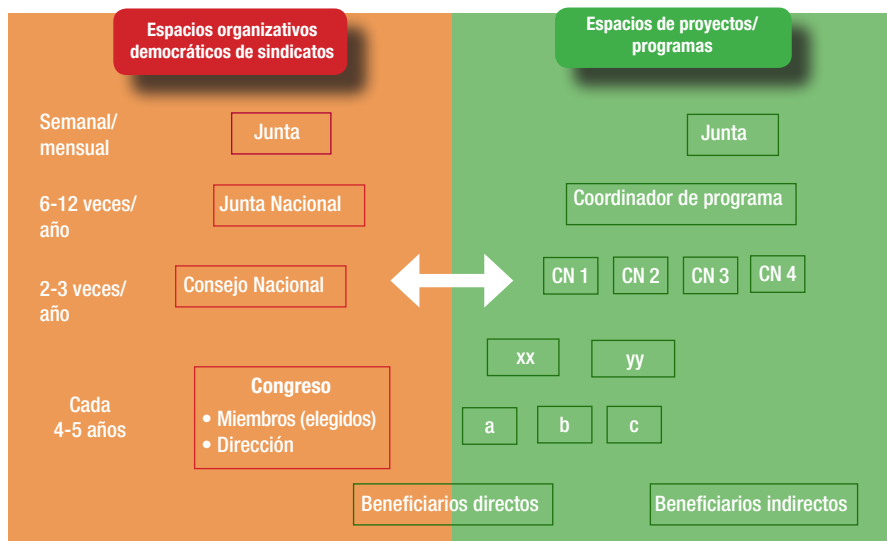 Espacios organizativos
democráticos de sindicatos
Espacios de proyectos/
programas
Semanal/
mensual
Junta
Junta
6-12 veces/
año
Junta Nacional
Coordinador de programa
2-3 veces/
año
Consejo Nacional
CN 1
CN 2
CN 3
CN 4
xx
yy
Cada
4-5 años
Congreso
• Miembros (elegidos)
• Dirección
a
b
c
Beneficiarios directos
Beneficiarios indirectos